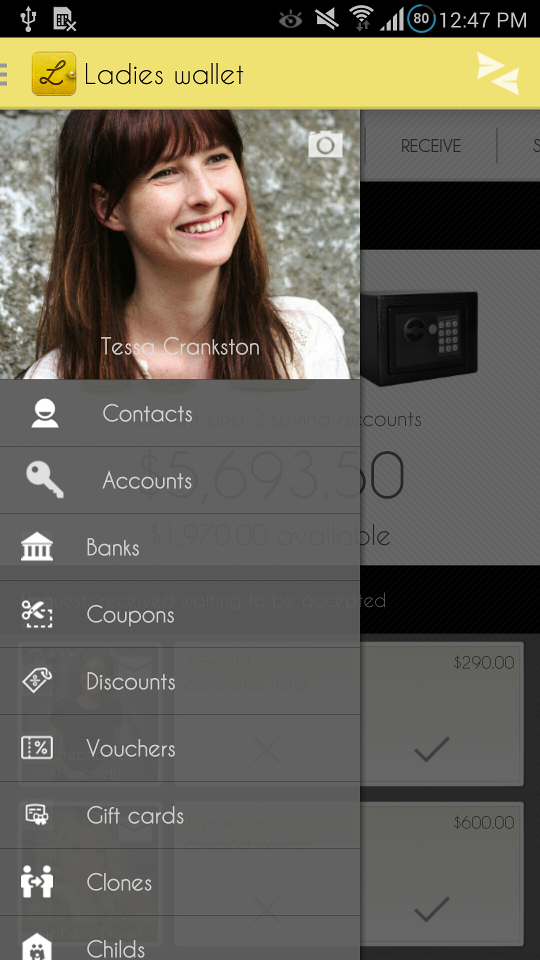 80 12:47 PM
L Ladies wallet
RECEIVE
Tessa Crankston
Contacts
and 2 saving accounts
Accounts
$5,693.50
$1,970.00 available
Banks
Requests received waiting to be accepted
Coupons
$290.00
Discounts
Vouchers
Gift cards
$600.00
Clones
Childs